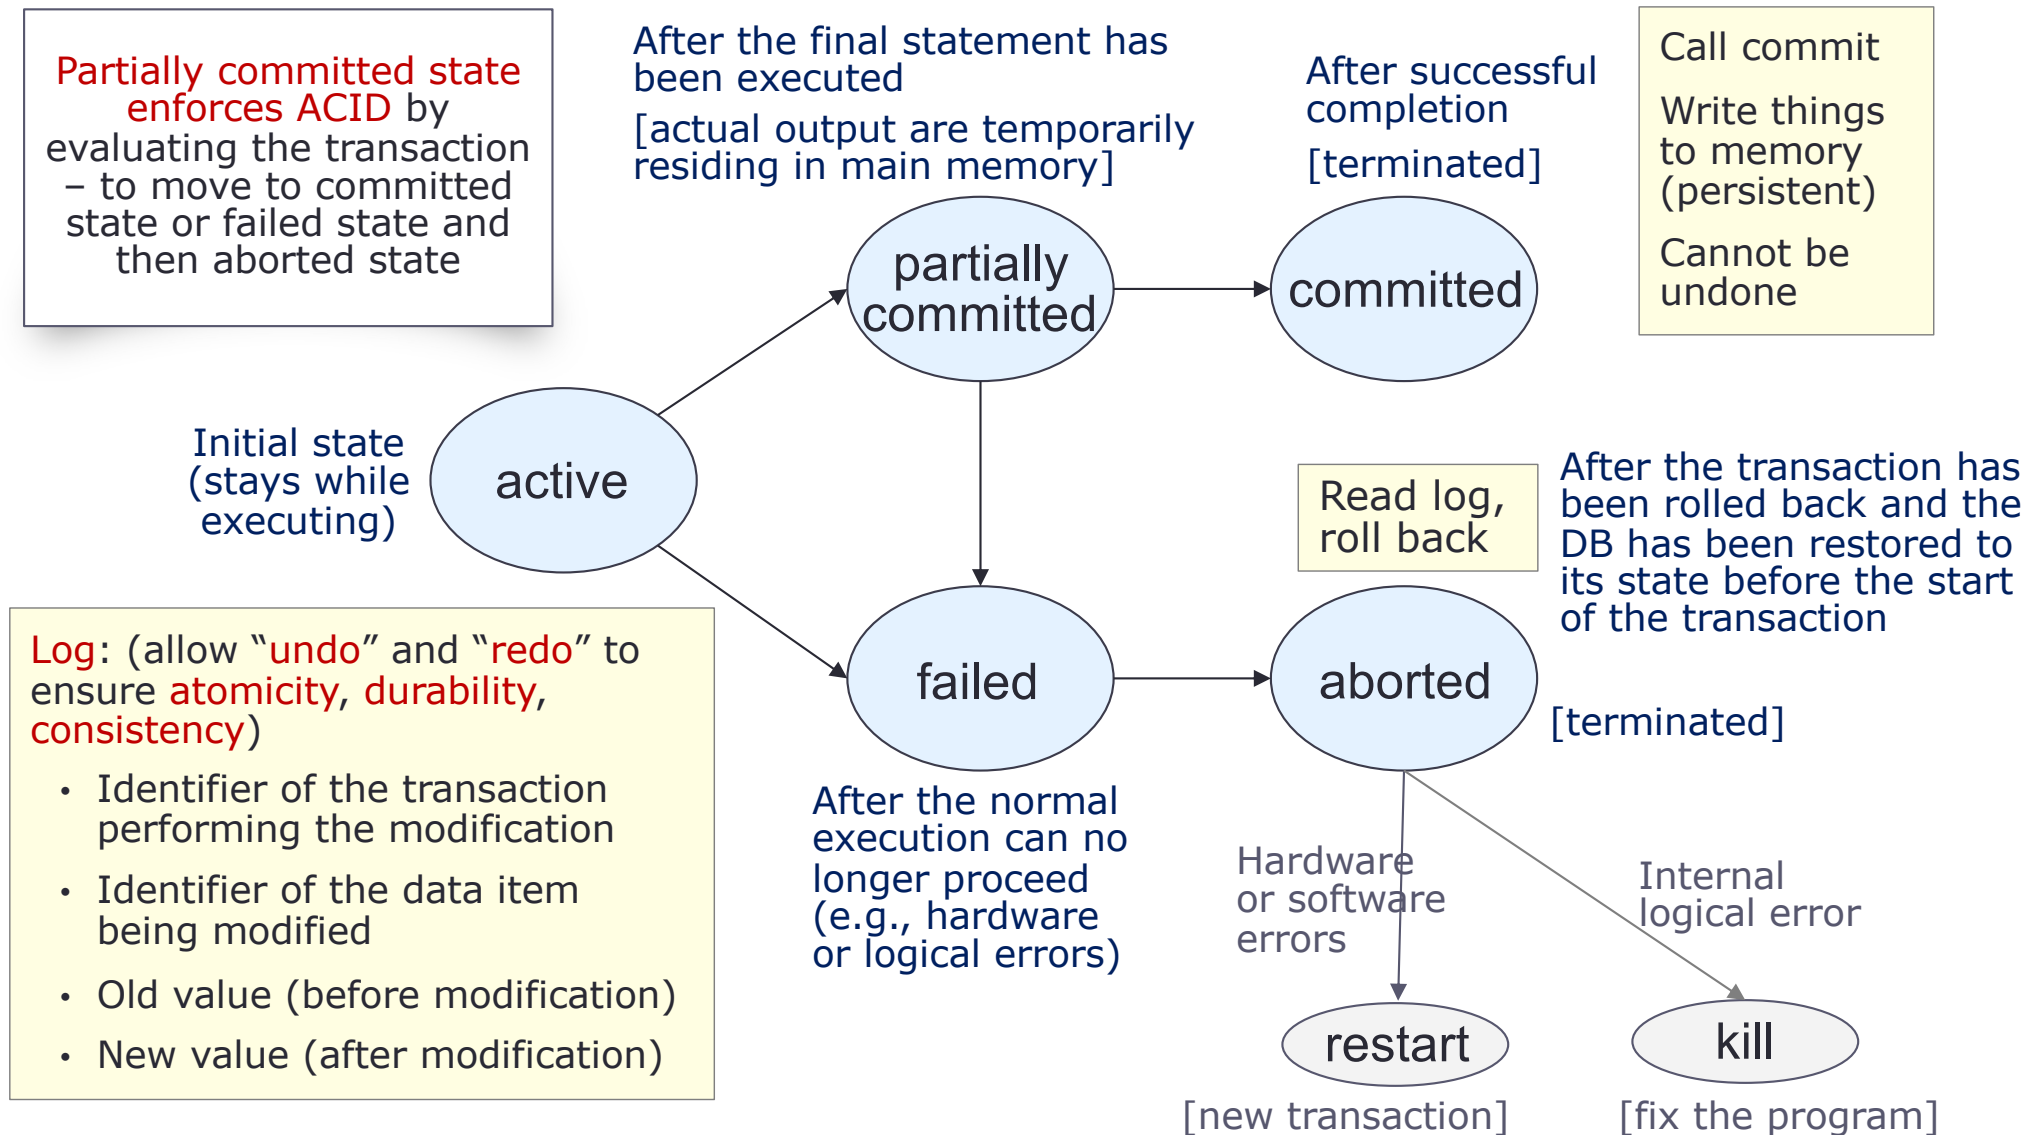 Partially committed state
enforces ACID by
evaluating the transaction
– to move to committed
state or failed state and
then aborted state
After the final statement has
been executed
[actual output are temporarily
residing in main memory]
After successful
completion
[terminated]
Call commit
Write things
to memory
(persistent)
Cannot be
undone
partially
committed
committed
Initial state
(stays while
executing)
active
Read log,
roll back
After the transaction has
been rolled back and the
DB has been restored to
its state before the start
of the transaction
Log: (allow “undo” and “redo” to
ensure atomicity, durability,
consistency)
• Identifier of the transaction
performing the modification
• Identifier of the data item
being modified
• Old value (before modification)
• New value (after modification)
failed
aborted
[terminated]
After the normal
execution can no
longer proceed
(e.g., hardware
or logical errors)
Hardware
or software
errors
Internal
logical error
restart
kill
[new transaction]
[fix the program]